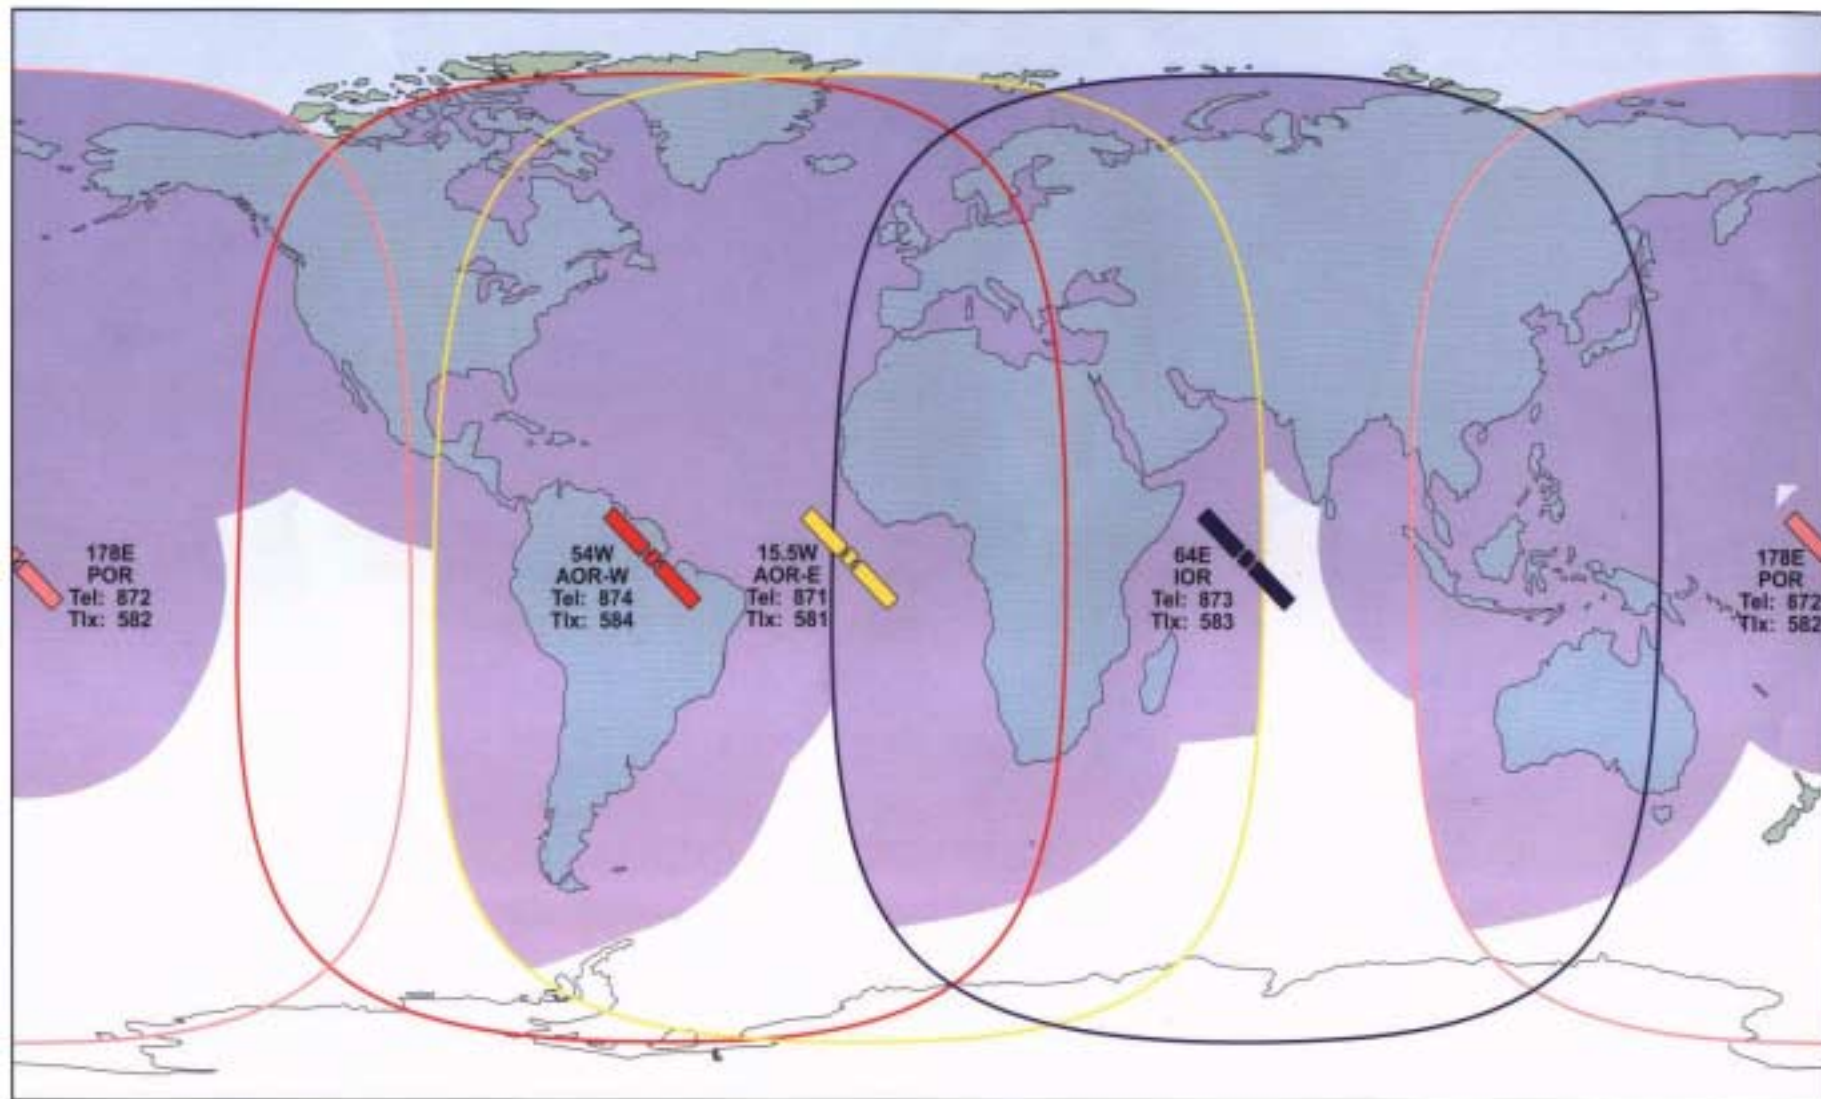 178E
POR
Tel: 872
Tlx: 582
54W
AOR-W
Tel: 874
Tlx: 584
15.5W
AOR-E
Tel: 871
Tlx: 581
64E
IOR
Tel: 873
Tlx: 583
178E
POR
Tel: 872
Tlx: 582